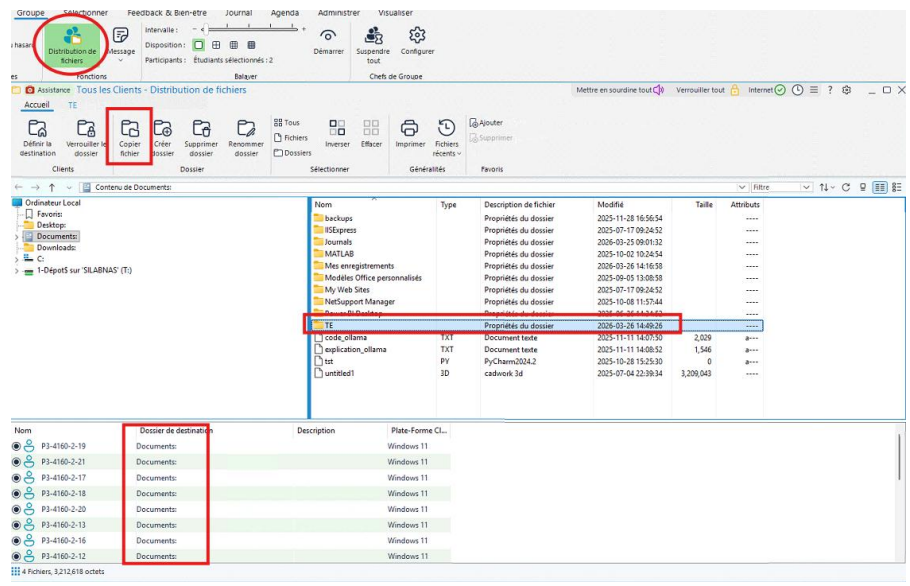 Groupe Sélectionner Feedback & Bien-être Journal Agenda Administrer Visualiser
hasard
Distribution de fichiers
Message
Intervalle : - +
Disposition :
Participants : Étudiants sélectionnés : 2
Démarrer
Suspendre tout
Configurer
es Fonctions Balayer Chefs de Groupe
Assistance Tous les Clients - Distribution de fichiers Mettre en sourdine tout Verrouiller tout Internet
Accueil TE
Définir la destination
Verrouiller le dossier
Copier fichier
Créer dossier
Supprimer dossier
Renommer dossier
Tous
Fichiers
Dossiers
Inverser
Effacer
Imprimer
Fichiers récents
Ajouter
Supprimer
Clients Dossier Sélectionner Généralités Favoris
Contenu de Documents: Filtre
Ordinateur Local
Favoris:
Desktop:
Documents:
Downloads:
C:
1-Dépot$ sur 'SILABNAS' (T:)
Nom Type Description de fichier Modifié Taille Attributs
backups Propriétés du dossier 2025-11-28 16:56:54 ----
IISExpress Propriétés du dossier 2025-07-17 09:24:52 ----
Journals Propriétés du dossier 2026-03-25 09:01:32 ----
MATLAB Propriétés du dossier 2025-10-02 10:24:54 ----
Mes enregistrements Propriétés du dossier 2026-03-26 14:16:58 ----
Modèles Office personnalisés Propriétés du dossier 2025-09-05 13:08:58 ----
My Web Sites Propriétés du dossier 2025-07-17 09:24:52 ----
NetSupport Manager Propriétés du dossier 2025-10-08 11:57:44 ----
Power BI Desktop Propriétés du dossier ----
TE Propriétés du dossier 2026-03-26 14:49:26 ----
code_ollama TXT Document texte 2025-11-11 14:07:50 2,029 a---
explication_ollama TXT Document texte 2025-11-11 14:08:52 1,546 a---
tst PY PyCharm2024.2 2025-10-28 15:25:30 0 a---
untitled1 3D cadwork 3d 2025-07-04 22:39:34 3,209,043 ----
Nom Dossier de destination Description Plate-Forme Cl...
P3-4160-2-19 Documents: Windows 11
P3-4160-2-21 Documents: Windows 11
P3-4160-2-17 Documents: Windows 11
P3-4160-2-18 Documents: Windows 11
P3-4160-2-20 Documents: Windows 11
P3-4160-2-13 Documents: Windows 11
P3-4160-2-16 Documents: Windows 11
P3-4160-2-12 Documents: Windows 11
4 Fichiers, 3,212,618 octets